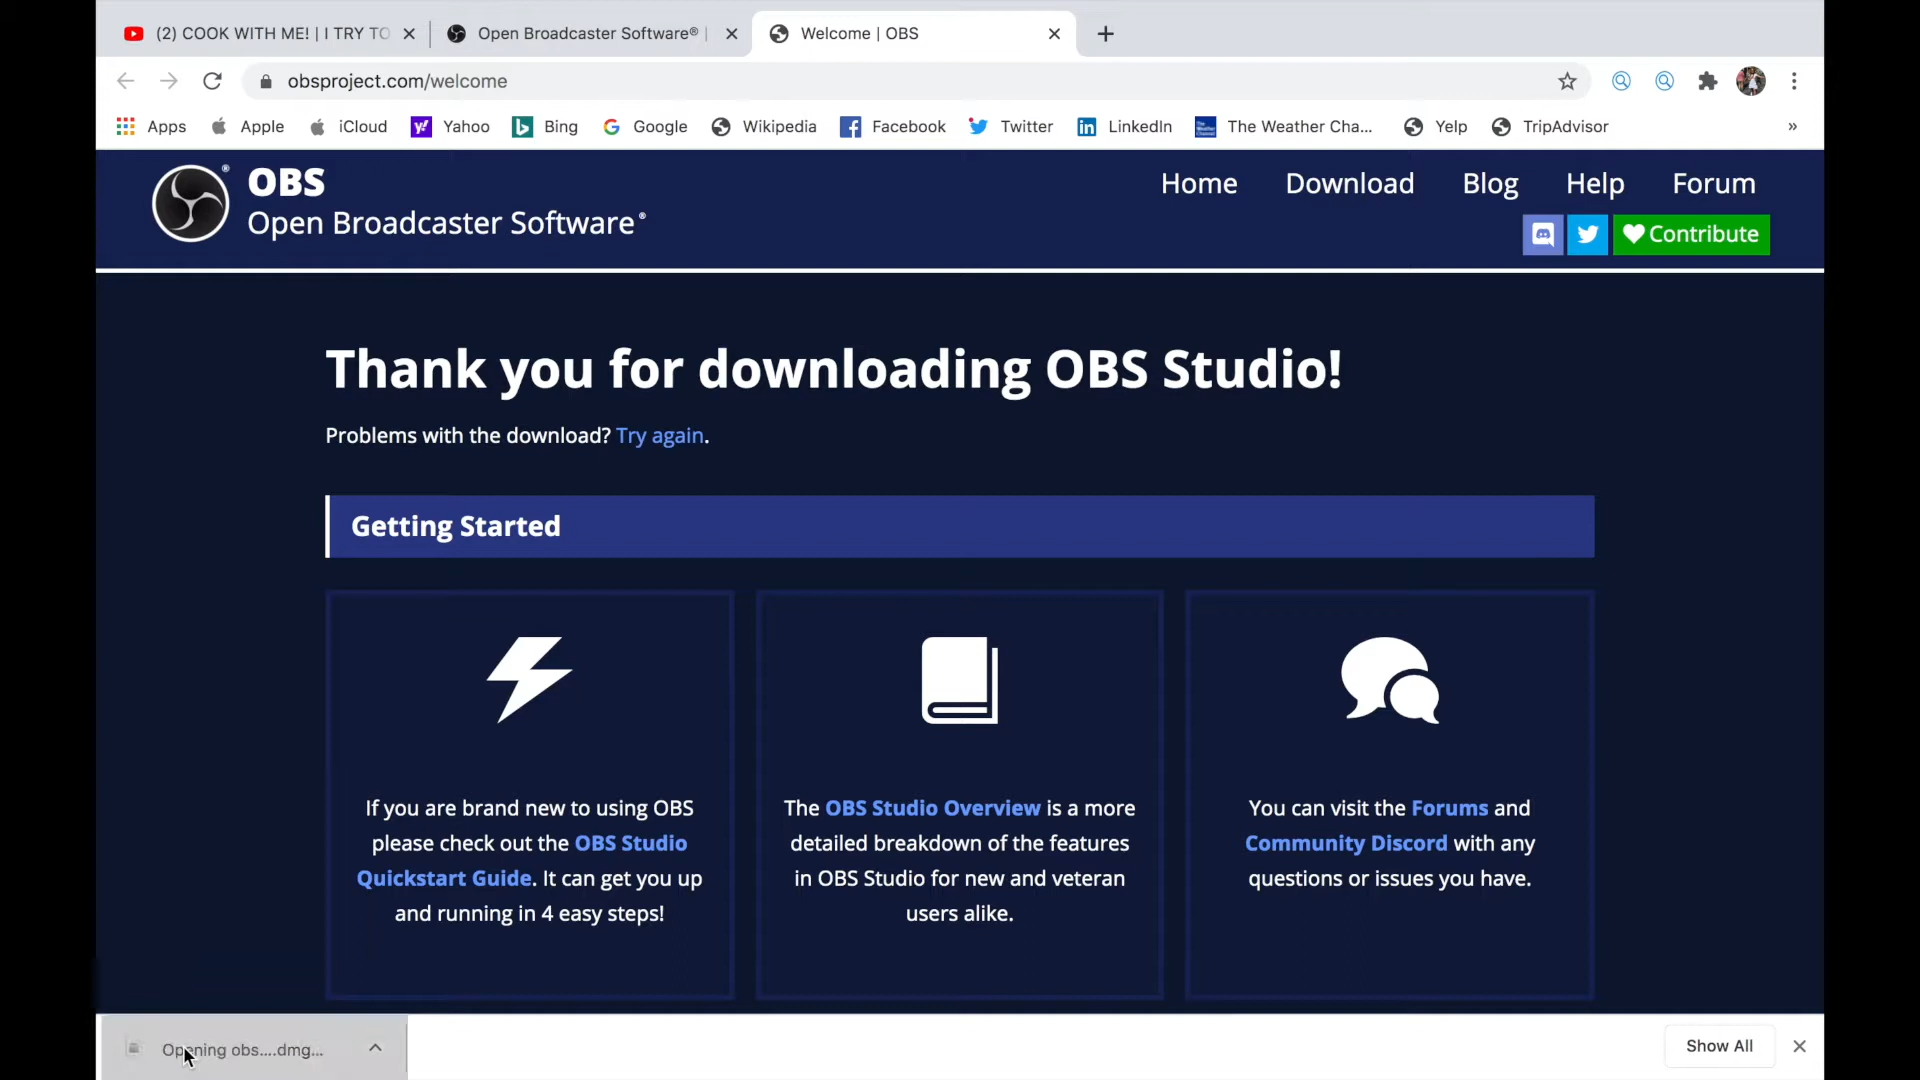 (2) COOK WITH ME! | I TRY TO
Open Broadcaster Software® |
Welcome | OBS
obsproject.com/welcome
Apps
Apple
iCloud
Yahoo
Bing
Google
Wikipedia
Facebook
Twitter
LinkedIn
The Weather Cha...
Yelp
TripAdvisor
»
OBS
Open Broadcaster Software®
Home
Download
Blog
Help
Forum
Contribute
Thank you for downloading OBS Studio!
Problems with the download? Try again.
Getting Started
If you are brand new to using OBS
please check out the OBS Studio
Quickstart Guide. It can get you up
and running in 4 easy steps!
The OBS Studio Overview is a more
detailed breakdown of the features
in OBS Studio for new and veteran
users alike.
You can visit the Forums and
Community Discord with any
questions or issues you have.
Opening obs....dmg...
Show All